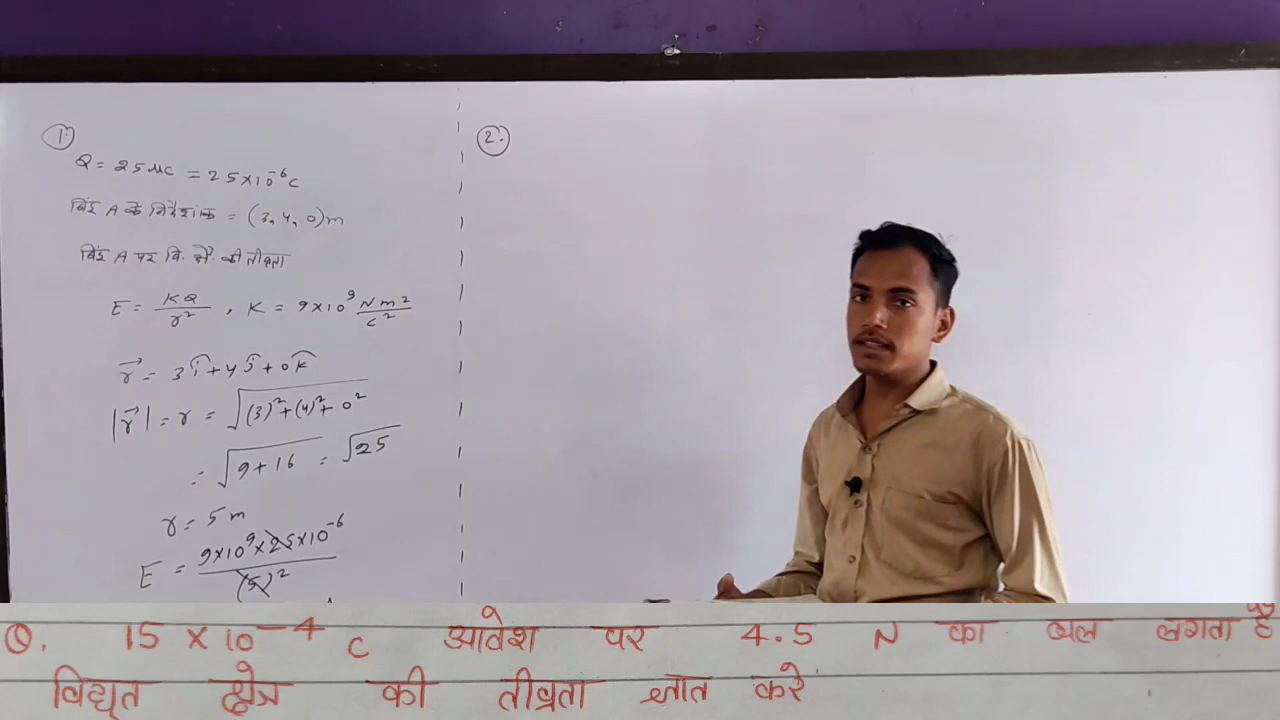 1.
Q = 25 μC = 25×10⁻⁶ C
बिंदु A के निर्देशांक = (3, 4, 0) m
बिंदु A पर वि. क्षे. की तीव्रता
E = KQ/r² , K = 9×10⁹ Nm²/C²
r⃗ = 3î + 4ĵ + 0k̂
|r⃗| = r = √((3)² + (4)² + 0²)
= √(9+16) = √25
r = 5 m
E = 9×10⁹×25×10⁻⁶/(5)²
2.
Q. 15 × 10⁻⁴ C आवेश पर 4.5 N का बल लगता है
विद्युत क्षेत्र की तीव्रता ज्ञात करे